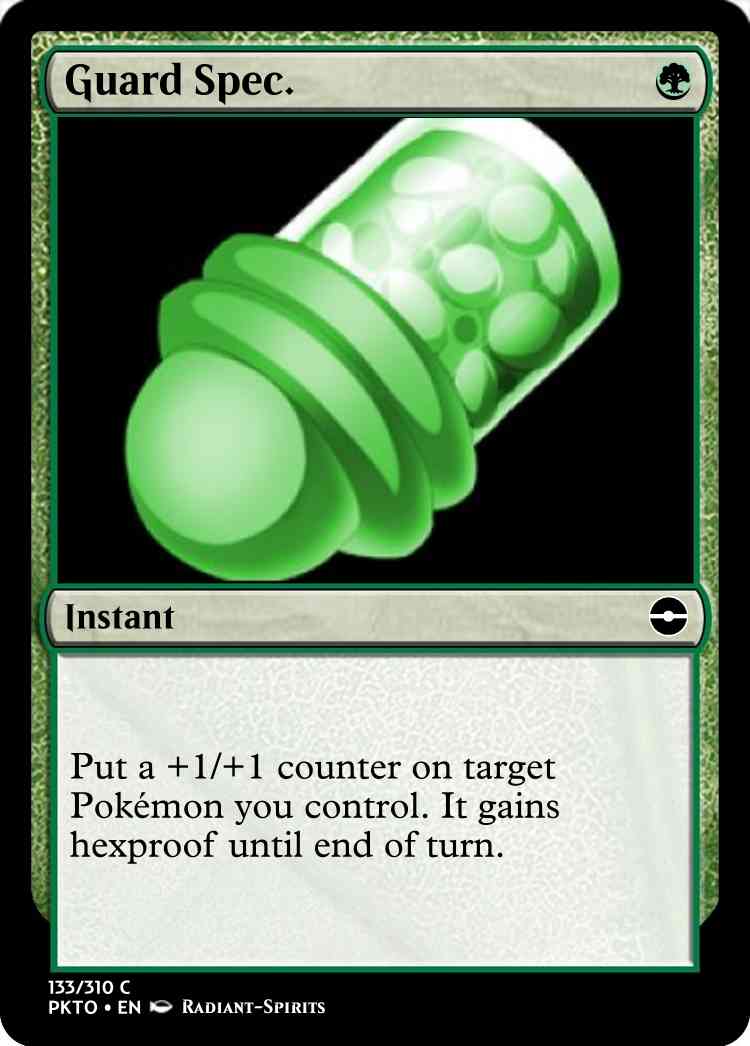 Guard Spec.
Instant
Put a +1/+1 counter on target
Pokémon you control. It gains
hexproof until end of turn.
133/310 C
PKTO • EN Radiant-Spirits